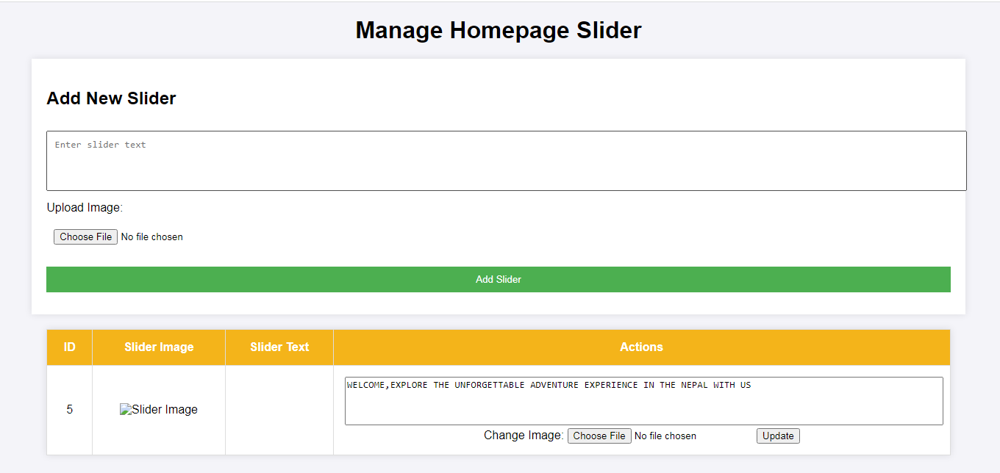 Manage Homepage Slider
Add New Slider
Enter slider text
Upload Image:
Choose File No file chosen
Add Slider
ID Slider Image Slider Text Actions
5 Slider Image
WELCOME,EXPLORE THE UNFORGETTABLE ADVENTURE EXPERIENCE IN THE NEPAL WITH US
Change Image: Choose File No file chosen Update